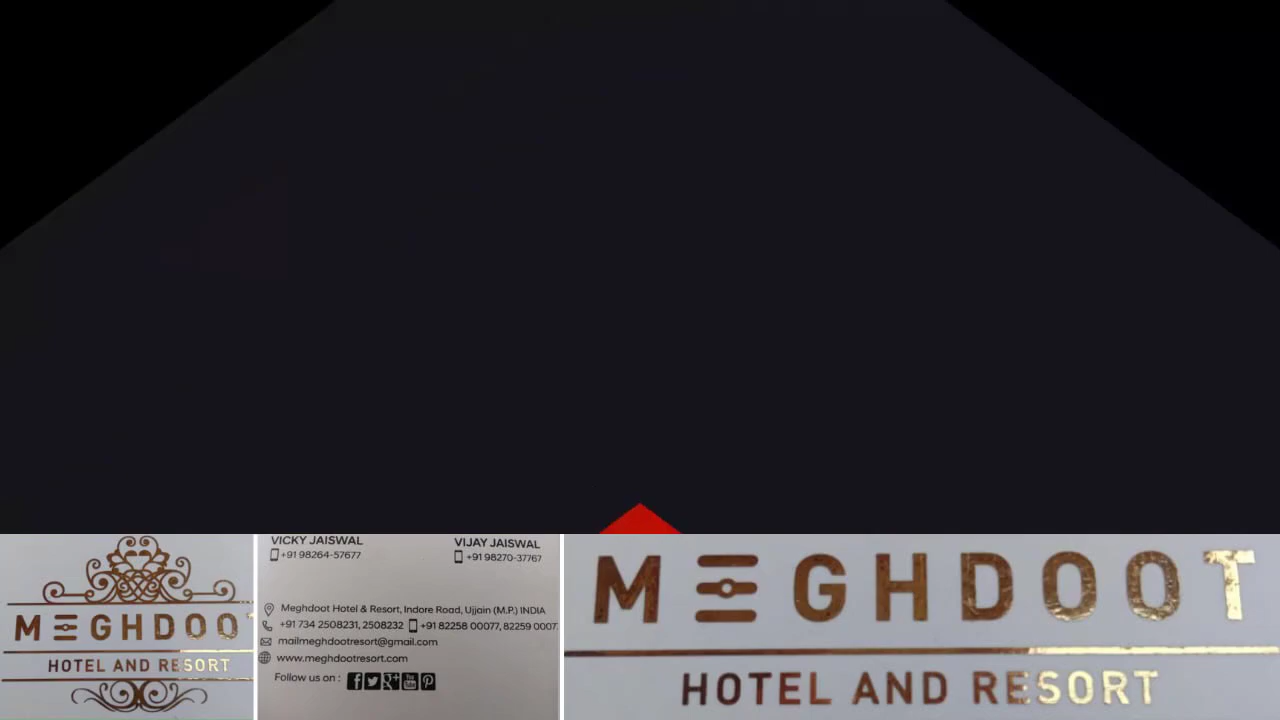 MEGHDOO
HOTEL AND RESORT
VICKY JAISWAL
+91 98264-57677
VIJAY JAISWAL
+91 98270-37767
Meghdoot Hotel & Resort, Indore Road, Ujjain (M.P.) INDIA
+91 734 2508231, 2508232 +91 82258 00077, 82259 0007
mailmeghdootresort@gmail.com
www.meghdootresort.com
Follow us on :
MEGHDOOT
HOTEL AND RESORT